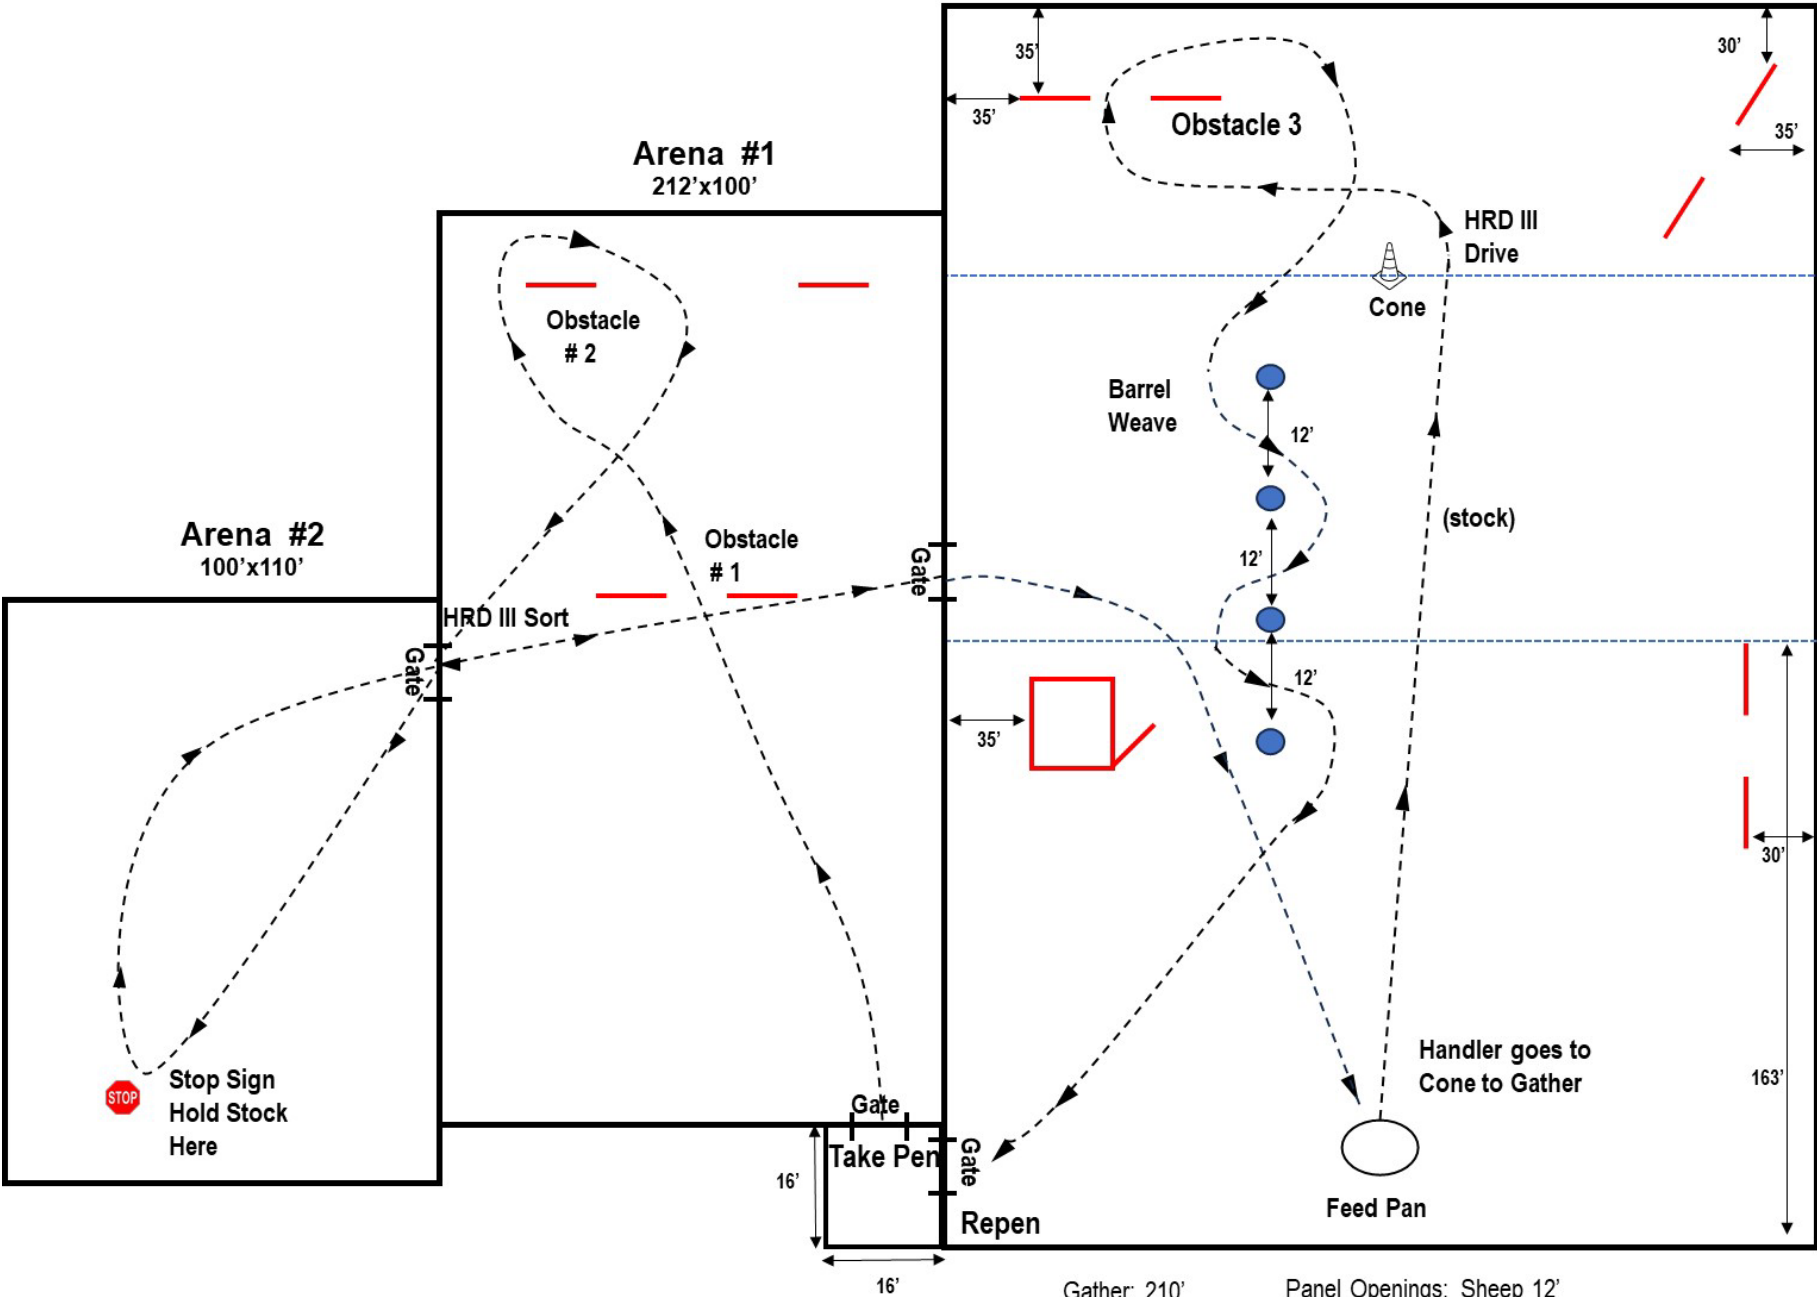 35’
30’
35’
Obstacle 3
35’
Arena #1
212’x100’
HRD III
Drive
Cone
Obstacle
# 2
Barrel
Weave
12’
(stock)
Arena #2
100’x110’
Obstacle
# 1
Gate
12’
HRD III Sort
Gate
12’
35’
30’
Handler goes to
Cone to Gather
163’
Stop Sign
Hold Stock
Here
STOP
Gate
Take Pen
Gate
16’
Repen
Feed Pan
16’
Gather: 210’
Panel Openings: Sheep 12’